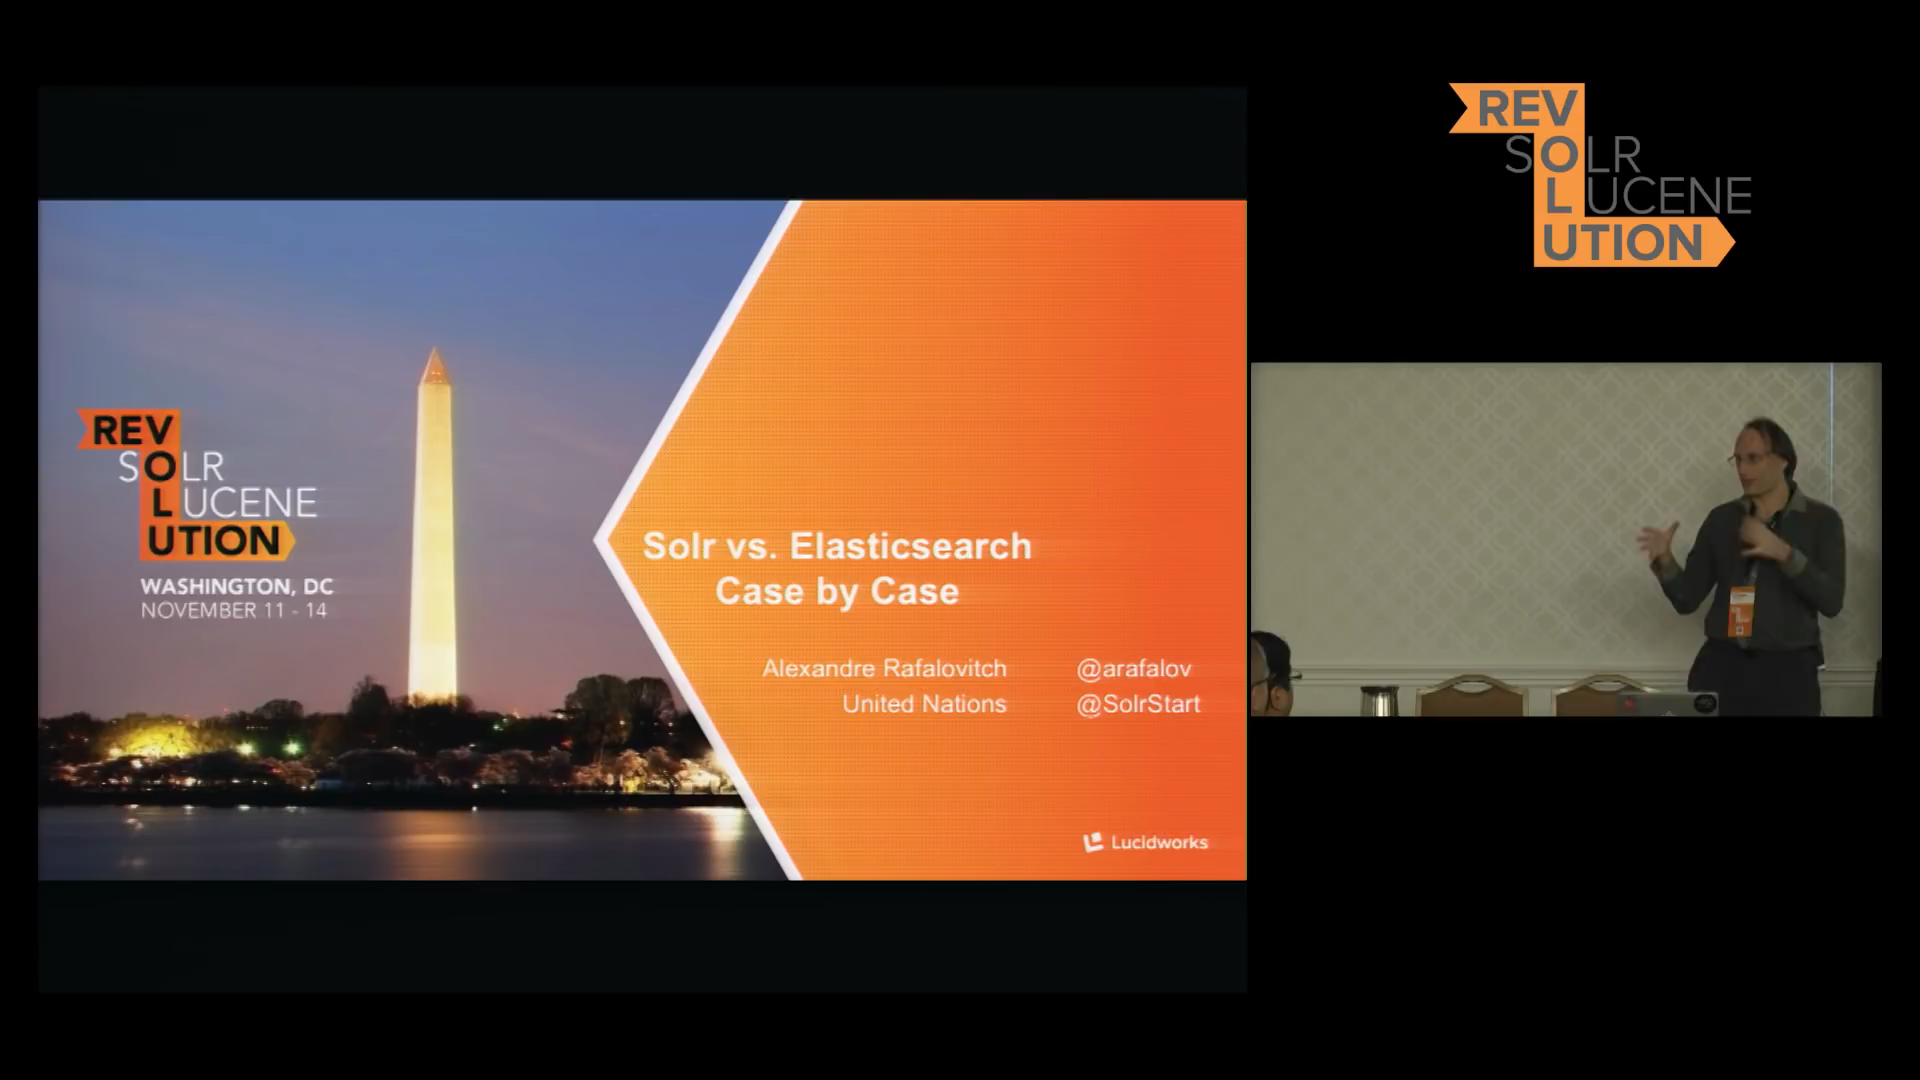 REV
SOLR
LUCENE
UTION
WASHINGTON, DC
NOVEMBER 11 - 14
Solr vs. Elasticsearch
Case by Case
Alexandre Rafalovitch @arafalov
United Nations @SolrStart
Lucidworks
REV
SOLR
LUCENE
UTION